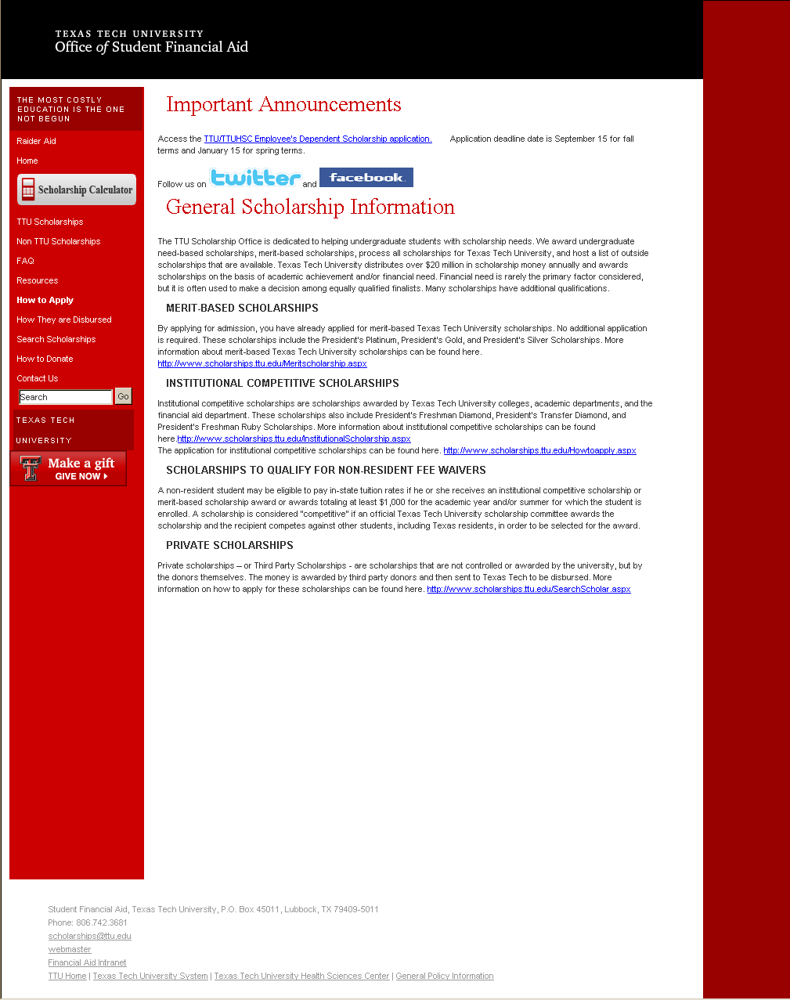 TEXAS TECH UNIVERSITY
Office of Student Financial Aid
THE MOST COSTLY
EDUCATION IS THE ONE
NOT BEGUN
Raider Aid
Home
Scholarship Calculator
TTU Scholarships
Non TTU Scholarships
FAQ
Resources
How to Apply
How They are Disbursed
Search Scholarships
How to Donate
Contact Us
Search Go
TEXAS TECH
UNIVERSITY
Make a gift
GIVE NOW
Important Announcements
Access the TTU/TTUHSC Employee's Dependent Scholarship application. Application deadline date is September 15 for fall
terms and January 15 for spring terms.
Follow us on twitter and facebook.
General Scholarship Information
The TTU Scholarship Office is dedicated to helping undergraduate students with scholarship needs. We award undergraduate
need-based scholarships, merit-based scholarships, process all scholarships for Texas Tech University, and host a list of outside
scholarships that are available. Texas Tech University distributes over $20 million in scholarship money annually and awards
scholarships on the basis of academic achievement and/or financial need. Financial need is rarely the primary factor considered,
but it is often used to make a decision among equally qualified finalists. Many scholarships have additional qualifications.
MERIT-BASED SCHOLARSHIPS
By applying for admission, you have already applied for merit-based Texas Tech University scholarships. No additional application
is required. These scholarships include the President's Platinum, President's Gold, and President's Silver Scholarships. More
information about merit-based Texas Tech University scholarships can be found here.
http://www.scholarships.ttu.edu/Meritscholarship.aspx
INSTITUTIONAL COMPETITIVE SCHOLARSHIPS
Institutional competitive scholarships are scholarships awarded by Texas Tech University colleges, academic departments, and the
financial aid department. These scholarships also include President's Freshman Diamond, President's Transfer Diamond, and
President's Freshman Ruby Scholarships. More information about institutional competitive scholarships can be found
here.http://www.scholarships.ttu.edu/InstitutionalScholarship.aspx
The application for institutional competitive scholarships can be found here. http://www.scholarships.ttu.edu/Howtoapply.aspx
SCHOLARSHIPS TO QUALIFY FOR NON-RESIDENT FEE WAIVERS
A non-resident student may be eligible to pay in-state tuition rates if he or she receives an institutional competitive scholarship or
merit-based scholarship award or awards totaling at least $1,000 for the academic year and/or summer for which the student is
enrolled. A scholarship is considered "competitive" if an official Texas Tech University scholarship committee awards the
scholarship and the recipient competes against other students, including Texas residents, in order to be selected for the award.
PRIVATE SCHOLARSHIPS
Private scholarships – or Third Party Scholarships - are scholarships that are not controlled or awarded by the university, but by
the donors themselves. The money is awarded by third party donors and then sent to Texas Tech to be disbursed. More
information on how to apply for these scholarships can be found here. http://www.scholarships.ttu.edu/SearchScholar.aspx
Student Financial Aid, Texas Tech University, P.O. Box 45011, Lubbock, TX 79409-5011
Phone: 806.742.3681
scholarships@ttu.edu
webmaster
Financial Aid Intranet
TTU Home | Texas Tech University System | Texas Tech University Health Sciences Center | General Policy Information